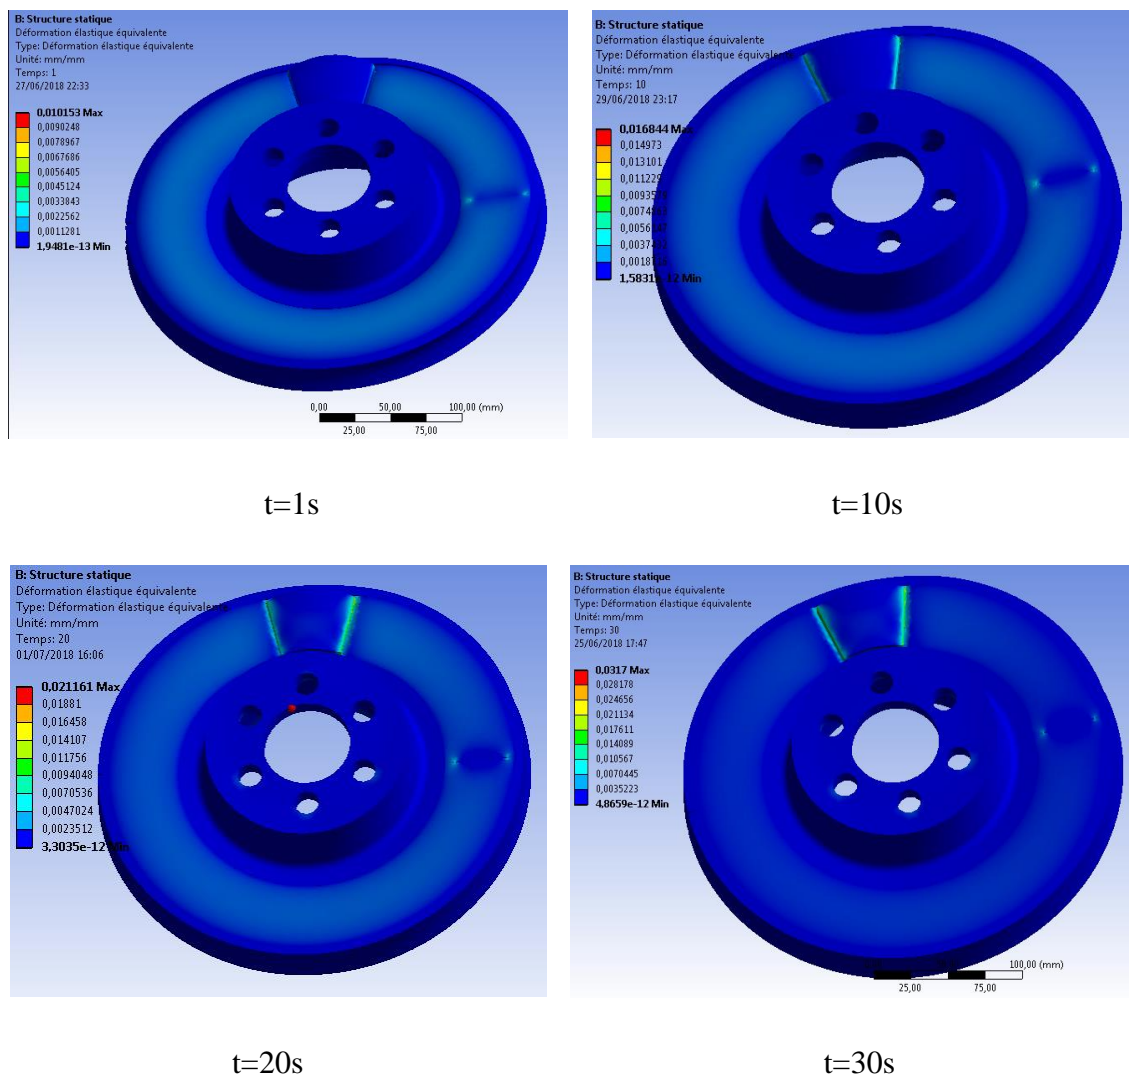 B: Structure statique
Déformation élastique équivalente
Type: Déformation élastique équivalente
Unité: mm/mm
Temps: 1
27/06/2018 22:33
0,010153 Max
0,0090248
0,0078967
0,0067686
0,0056405
0,0045124
0,0033843
0,0022562
0,0011281
1,9481e-13 Min
0,00 50,00 100,00 (mm)
25,00 75,00
B: Structure statique
Déformation élastique équivalente
Type: Déformation élastique
Unité: mm/mm
Temps: 10
29/06/2018 23:17
0,016844 Max
0,014973
0,013101
0,011229
t=1s
t=10s
B: Structure statique
Déformation élastique équivalente
Type: Déformation élastique
Unité: mm/mm
Temps: 20
01/07/2018 16:06
0,021161 Max
0,01881
0,016458
0,014107
0,011756
0,0094048
0,0070536
0,0047024
0,0023512
3,3035e-12 Min
B: Structure statique
Déformation élastique équivalente
Type: Déformation élastique équivalente
Unité: mm/mm
Temps: 30
25/06/2018 17:47
0,0317 Max
0,028178
0,024656
0,021134
0,017611
0,014089
0,010567
0,0070445
0,0035223
4,8659e-12 Min
100,00 (mm)
25,00 75,00
t=20s
t=30s